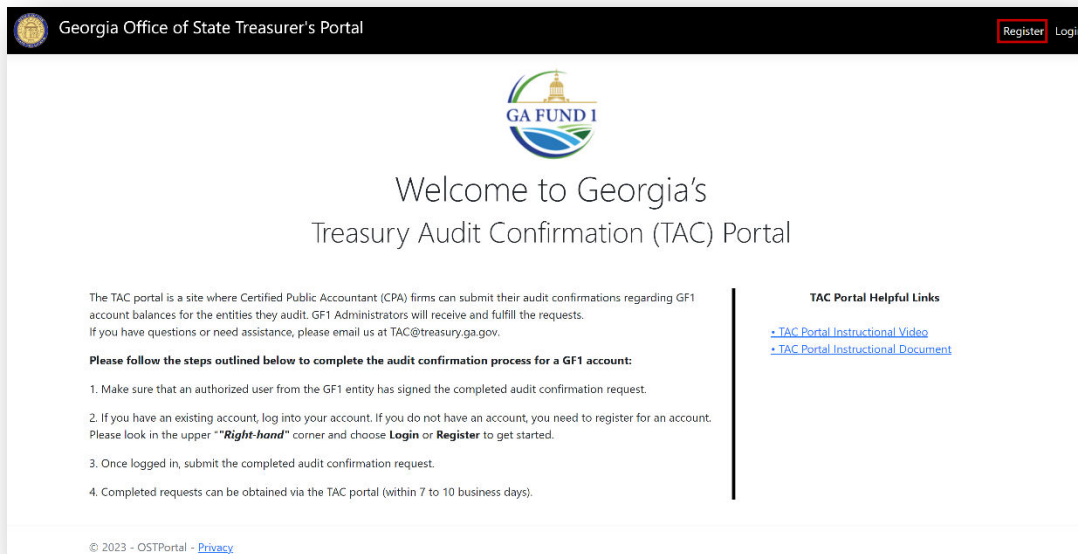 Georgia Office of State Treasurer's Portal
Register Login
GA FUND 1
Welcome to Georgia's
Treasury Audit Confirmation (TAC) Portal
The TAC portal is a site where Certified Public Accountant (CPA) firms can submit their audit confirmations regarding GF1
account balances for the entities they audit. GF1 Administrators will receive and fulfill the requests.
If you have questions or need assistance, please email us at TAC@treasury.ga.gov.
Please follow the steps outlined below to complete the audit confirmation process for a GF1 account:
1. Make sure that an authorized user from the GF1 entity has signed the completed audit confirmation request.
2. If you have an existing account, log into your account. If you do not have an account, you need to register for an account.
Please look in the upper ""Right-hand" corner and choose Login or Register to get started.
3. Once logged in, submit the completed audit confirmation request.
4. Completed requests can be obtained via the TAC portal (within 7 to 10 business days).
TAC Portal Helpful Links
• TAC Portal Instructional Video
• TAC Portal Instructional Document
© 2023 - OSTPortal - Privacy